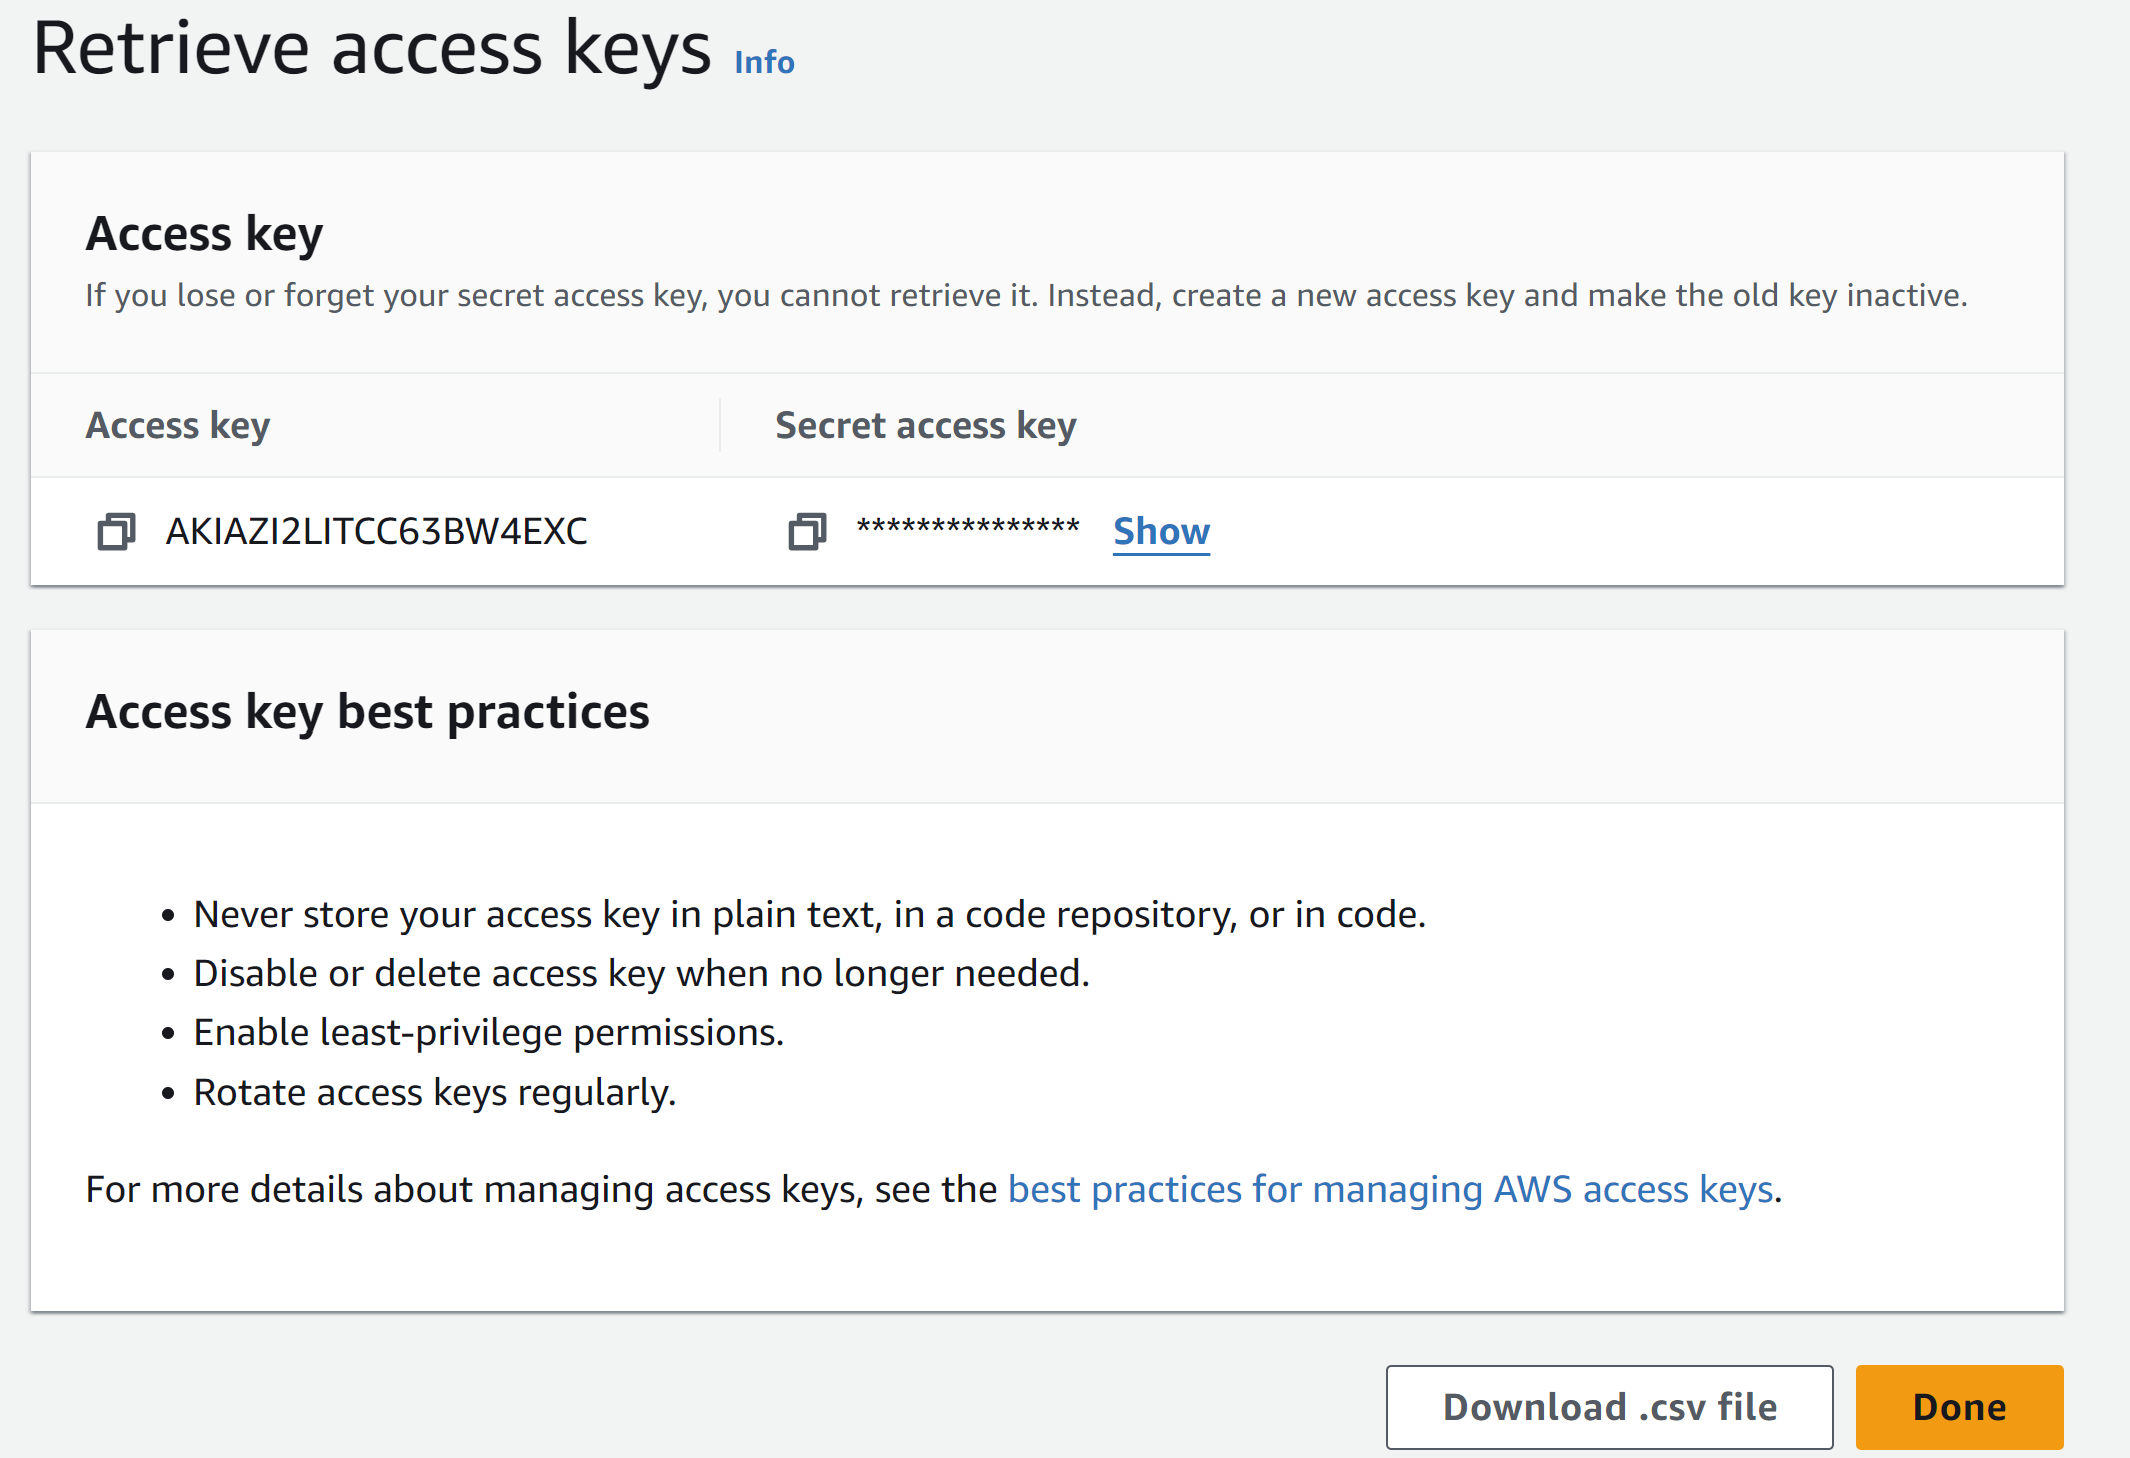 Retrieve access keys Info
Access key
If you lose or forget your secret access key, you cannot retrieve it. Instead, create a new access key and make the old key inactive.
Access key Secret access key
AKIAZI2LITCC63BW4EXC *************** Show
Access key best practices
• Never store your access key in plain text, in a code repository, or in code.
• Disable or delete access key when no longer needed.
• Enable least-privilege permissions.
• Rotate access keys regularly.
For more details about managing access keys, see the best practices for managing AWS access keys.
Download .csv file Done